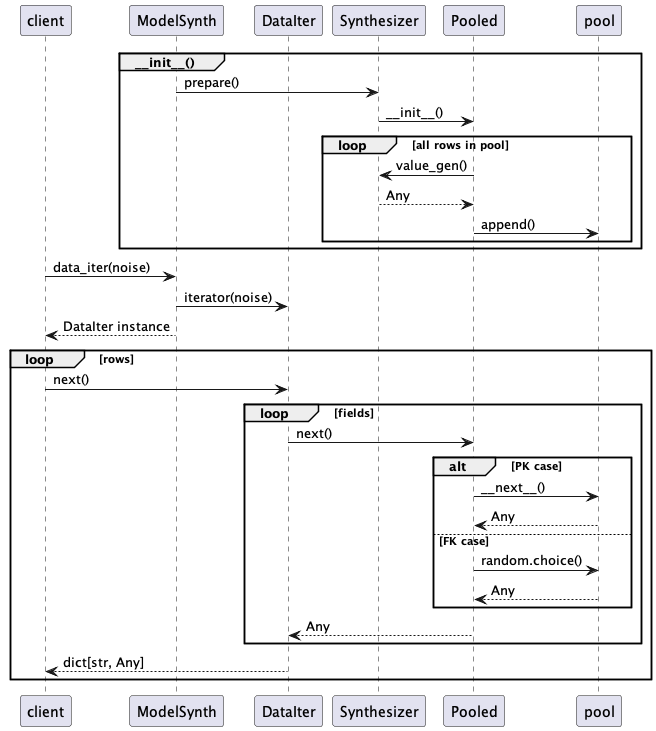 client ModelSynth DataIter Synthesizer Pooled pool
__init__()
prepare()
__init__()
loop [all rows in pool]
value_gen()
Any
append()
data_iter(noise)
iterator(noise)
DataIter instance
loop [rows]
next()
loop [fields]
next()
alt [PK case]
__next__()
Any
[FK case]
random.choice()
Any
Any
dict[str, Any]
client ModelSynth DataIter Synthesizer Pooled pool